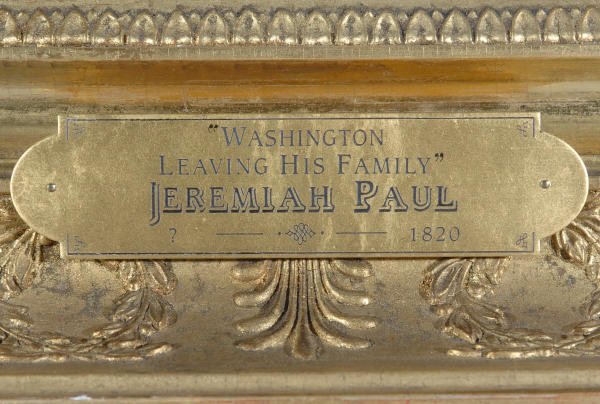 "WASHINGTON
LEAVING HIS FAMILY"
JEREMIAH PAUL
? 1820